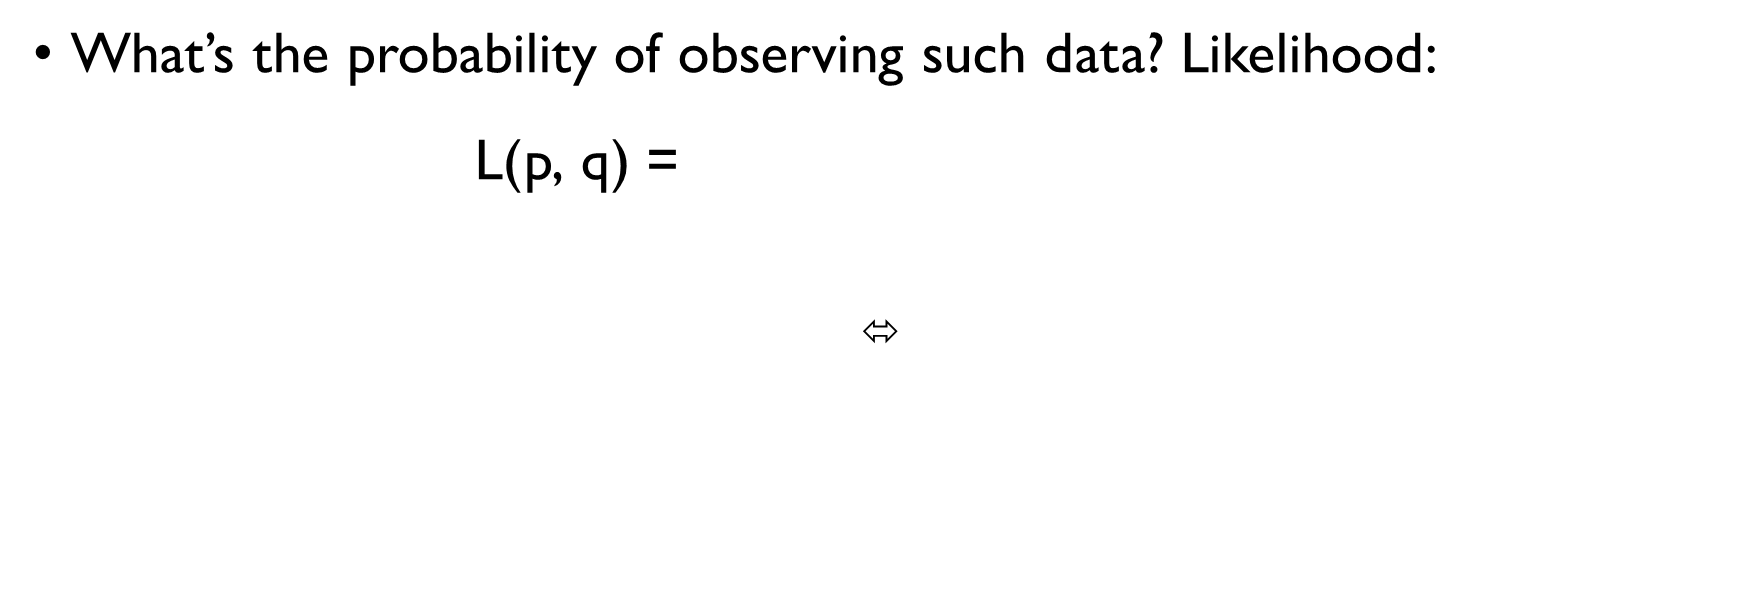 • What’s the probability of observing such data? Likelihood:
L(p, q) =
⬄